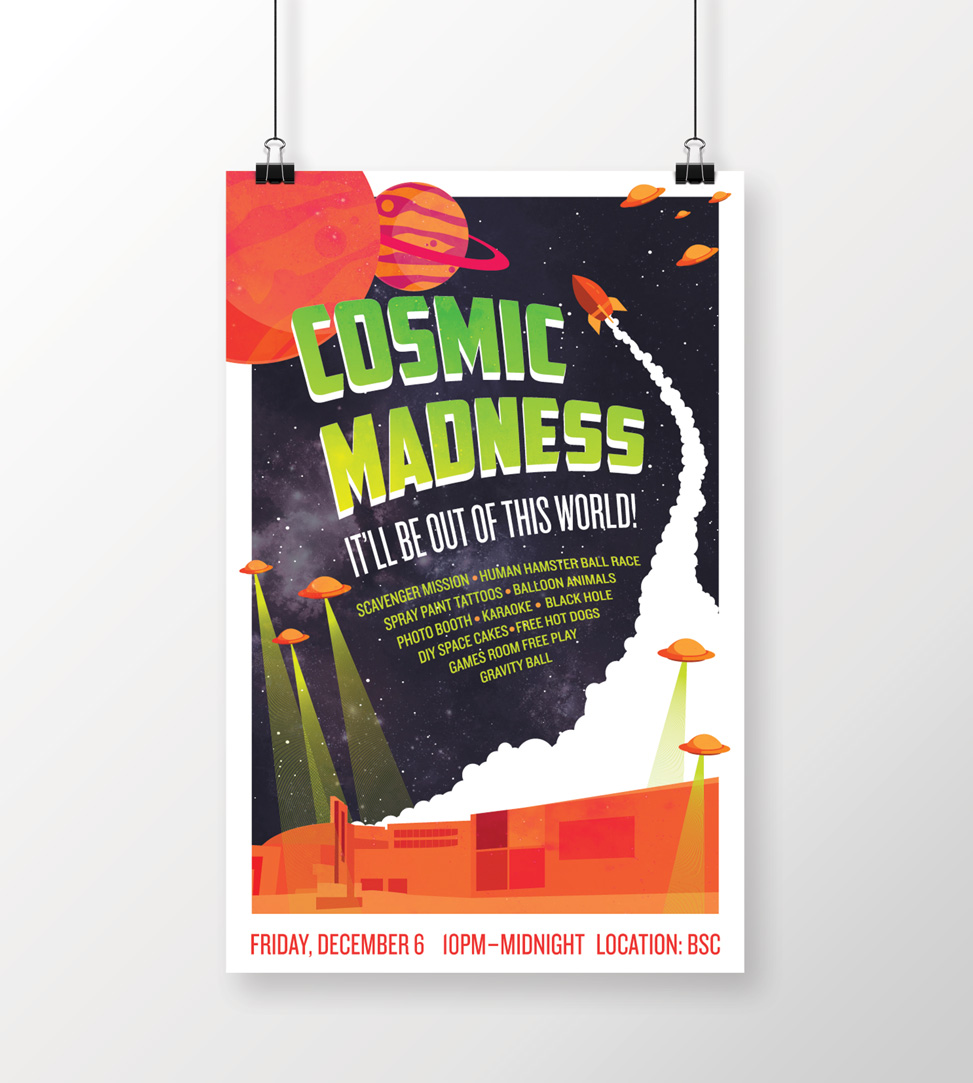 COSMIC
MADNESS
IT'LL BE OUT OF THIS WORLD!
SCAVENGER MISSION • HUMAN HAMSTER BALL RACE
SPRAY PAINT TATTOOS • BALLOON ANIMALS
PHOTO BOOTH • KARAOKE • BLACK HOLE
DIY SPACE CAKES • FREE HOT DOGS
GAMES ROOM FREE PLAY
GRAVITY BALL
FRIDAY, DECEMBER 6 10PM–MIDNIGHT LOCATION: BSC